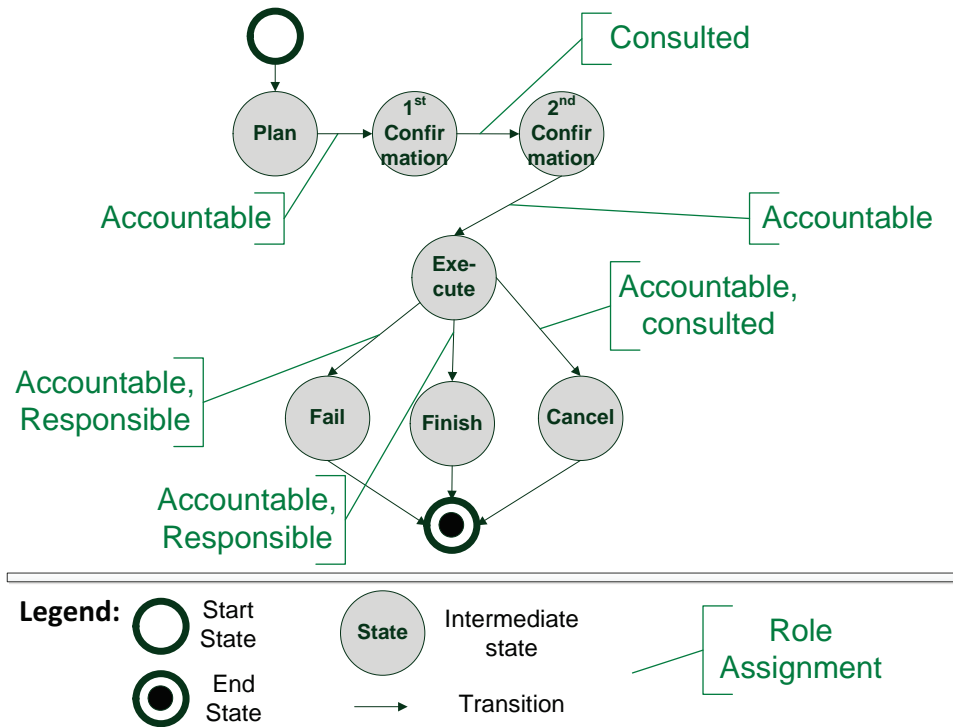 Consulted
Plan
1st
Confir
mation
2nd
Confir
mation
Accountable
Accountable
Exe-
cute
Accountable,
consulted
Accountable,
Responsible
Fail
Finish
Cancel
Accountable,
Responsible
Legend:
Start
State
State
Intermediate
state
Role
Assignment
End
State
Transition